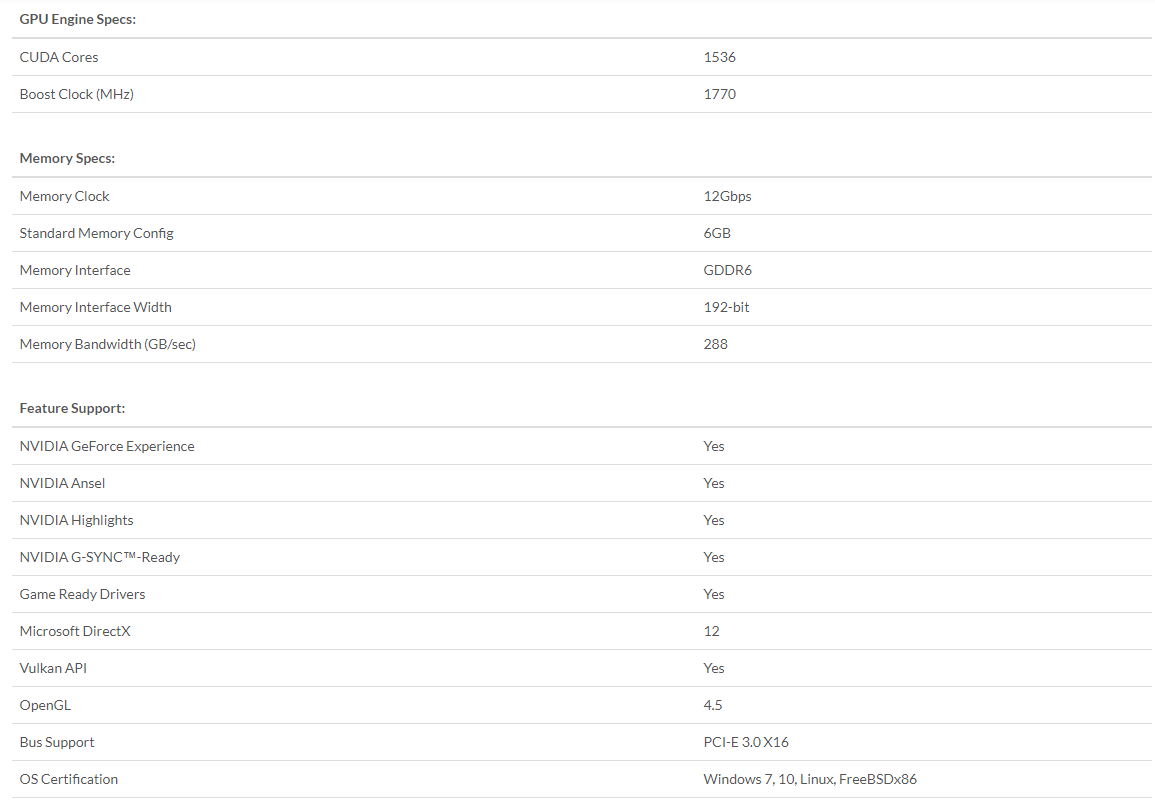 GPU Engine Specs:
CUDA Cores 1536
Boost Clock (MHz) 1770
Memory Specs:
Memory Clock 12Gbps
Standard Memory Config 6GB
Memory Interface GDDR6
Memory Interface Width 192-bit
Memory Bandwidth (GB/sec) 288
Feature Support:
NVIDIA GeForce Experience Yes
NVIDIA Ansel Yes
NVIDIA Highlights Yes
NVIDIA G-SYNC™-Ready Yes
Game Ready Drivers Yes
Microsoft DirectX 12
Vulkan API Yes
OpenGL 4.5
Bus Support PCI-E 3.0 X16
OS Certification Windows 7, 10, Linux, FreeBSDx86